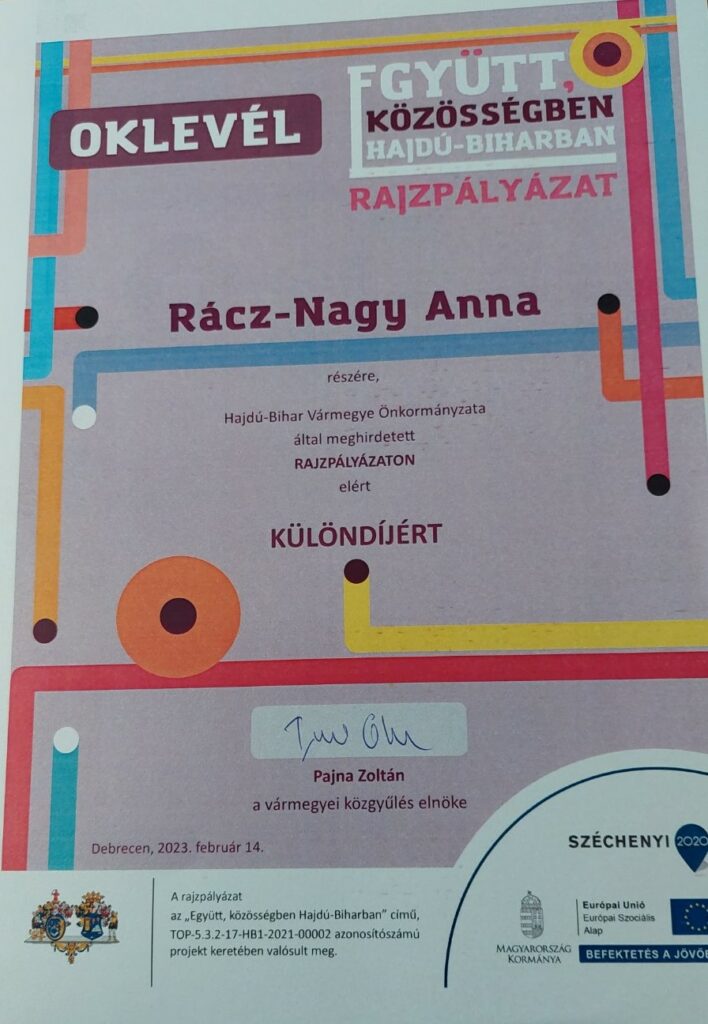 OKLEVÉL
EGYÜTT,
KÖZÖSSÉGBEN
HAJDÚ-BIHARBAN
RAJZPÁLYÁZAT
Rácz-Nagy Anna
részére,
Hajdú-Bihar Vármegye Önkormányzata
által meghirdetett
RAJZPÁLYÁZATON
elért
KÜLÖNDÍJÉRT
Pajna Zoltán
a vármegyei közgyűlés elnöke
Debrecen, 2023. február 14.
A rajzpályázat
az „Együtt, közösségben Hajdú-Biharban” című,
TOP-5.3.2-17-HB1-2021-00002 azonosítószámú
projekt keretében valósult meg.
SZÉCHENYI 2020
MAGYARORSZÁG
KORMÁNYA
Európai Unió
Európai Szociális
Alap
BEFEKTETÉS A